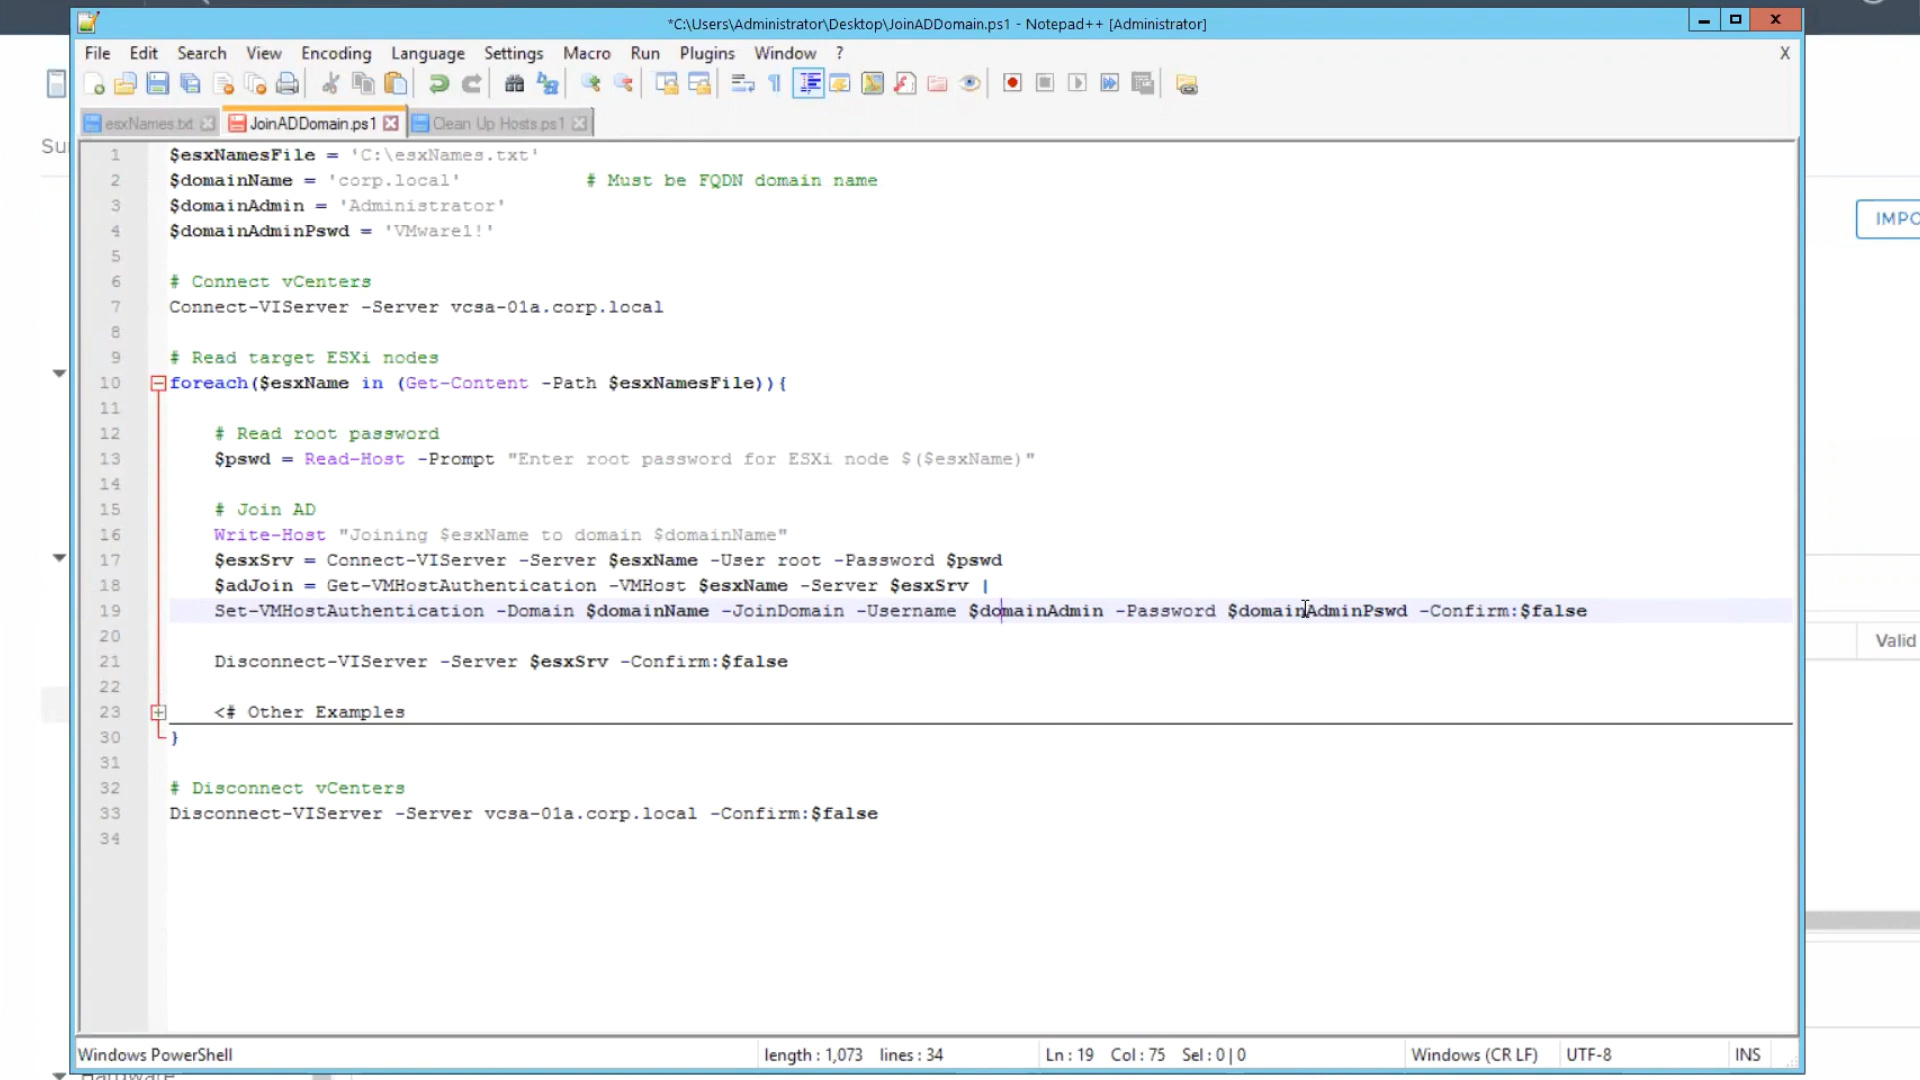 *C:\Users\Administrator\Desktop\JoinADDomain.ps1 - Notepad++ [Administrator]
File Edit Search View Encoding Language Settings Macro Run Plugins Window ? X
esxNames.txt JoinADDomain.ps1 Clean Up Hosts.ps1
1 $esxNamesFile = 'C:\esxNames.txt'
2 $domainName = 'corp.local' # Must be FQDN domain name
3 $domainAdmin = 'Administrator'
4 $domainAdminPswd = 'VMware1!'
5
6 # Connect vCenters
7 Connect-VIServer -Server vcsa-01a.corp.local
8
9 # Read target ESXi nodes
10 foreach($esxName in (Get-Content -Path $esxNamesFile)){
11
12 # Read root password
13 $pswd = Read-Host -Prompt "Enter root password for ESXi node $($esxName)"
14
15 # Join AD
16 Write-Host "Joining $esxName to domain $domainName"
17 $esxSrv = Connect-VIServer -Server $esxName -User root -Password $pswd
18 $adJoin = Get-VMHostAuthentication -VMHost $esxName -Server $esxSrv |
19 Set-VMHostAuthentication -Domain $domainName -JoinDomain -Username $domainAdmin -Password $domainAdminPswd -Confirm:$false
20
21 Disconnect-VIServer -Server $esxSrv -Confirm:$false
22
23 <# Other Examples
30 }
31
32 # Disconnect vCenters
33 Disconnect-VIServer -Server vcsa-01a.corp.local -Confirm:$false
34
Su
IMPO
Valid
Windows PowerShell length : 1,073 lines : 34 Ln : 19 Col : 75 Sel : 0 | 0 Windows (CR LF) UTF-8 INS
Hardware